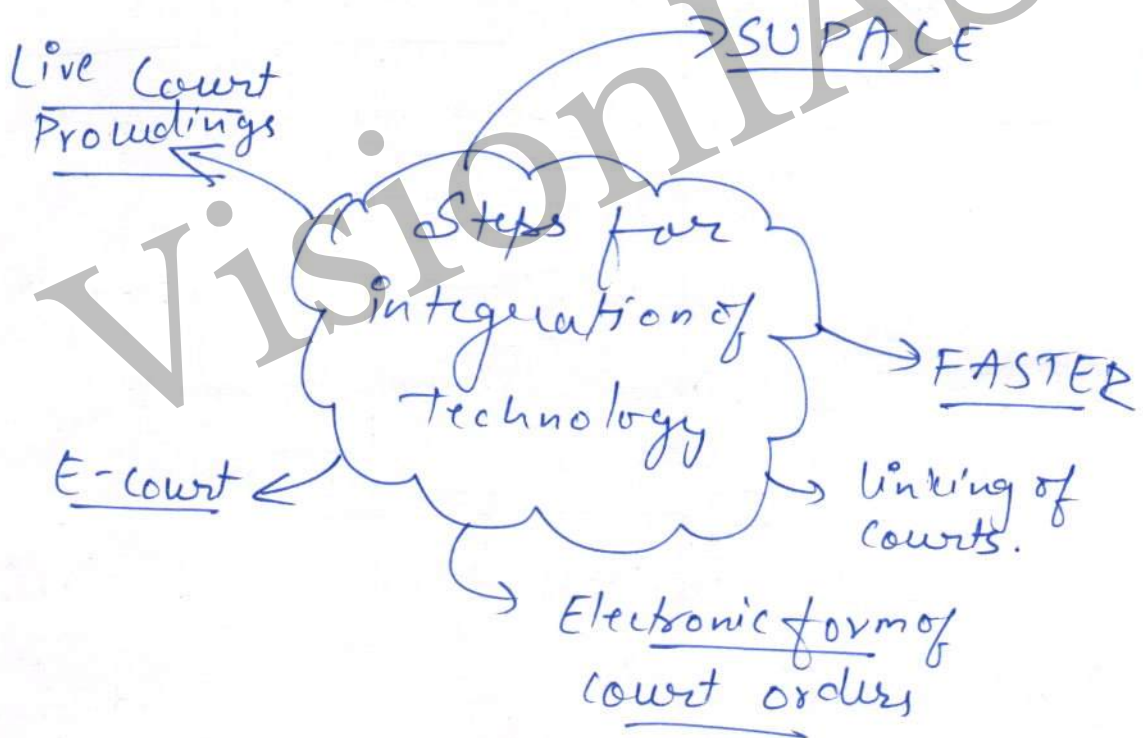 SUPACE
Live Court
Proceedings
Steps for
integration of
technology
FASTER
E-court
linking of
courts.
Electronic form of
court orders
VisionIAS